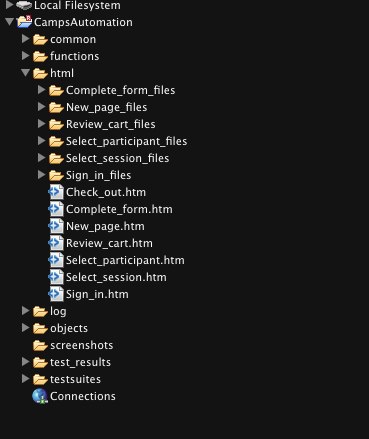 Local Filesystem
CampsAutomation
common
functions
html
Complete_form_files
New_page_files
Review_cart_files
Select_participant_files
Select_session_files
Sign_in_files
Check_out.htm
Complete_form.htm
New_page.htm
Review_cart.htm
Select_participant.htm
Select_session.htm
Sign_in.htm
log
objects
screenshots
test_results
testsuites
Connections